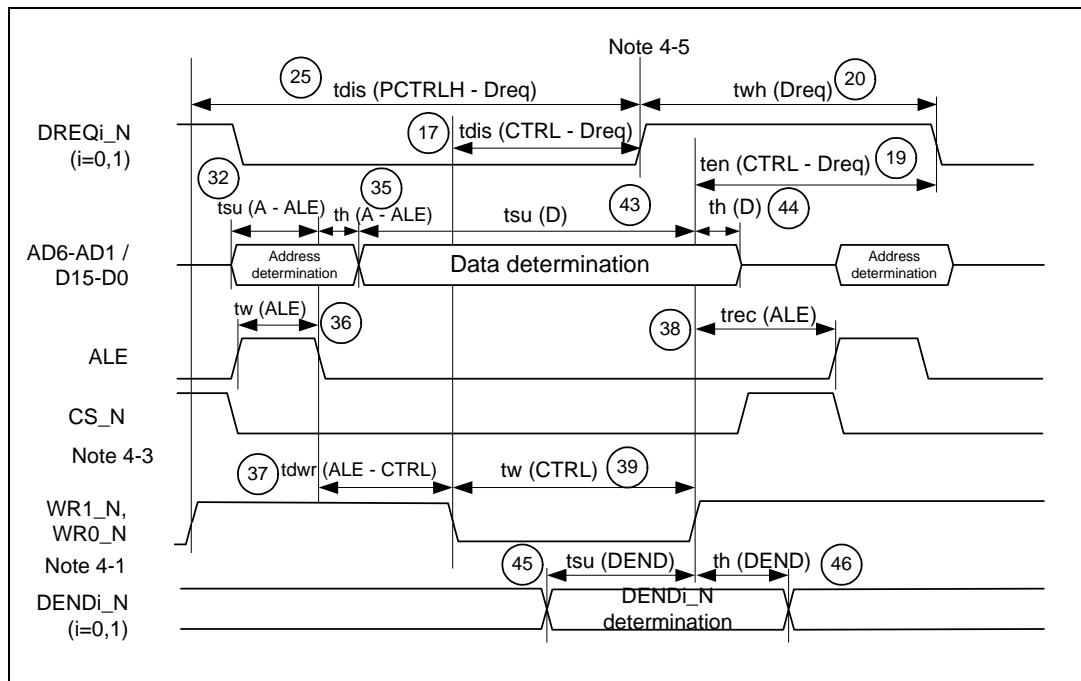 Note 4-5
25
tdis (PCTRLH - Dreq)
twh (Dreq)
20
DREQi_N
(i=0,1)
17
tdis (CTRL - Dreq)
ten (CTRL - Dreq)
19
32
35
43
44
tsu (A - ALE)
th (A - ALE)
tsu (D)
th (D)
AD6-AD1 /
D15-D0
Address
determination
Data determination
Address
determination
tw (ALE)
36
38
trec (ALE)
ALE
CS_N
Note 4-3
37
tdwr (ALE - CTRL)
tw (CTRL)
39
WR1_N,
WR0_N
Note 4-1
45
tsu (DEND)
th (DEND)
46
DENDi_N
(i=0,1)
DENDi_N
determination